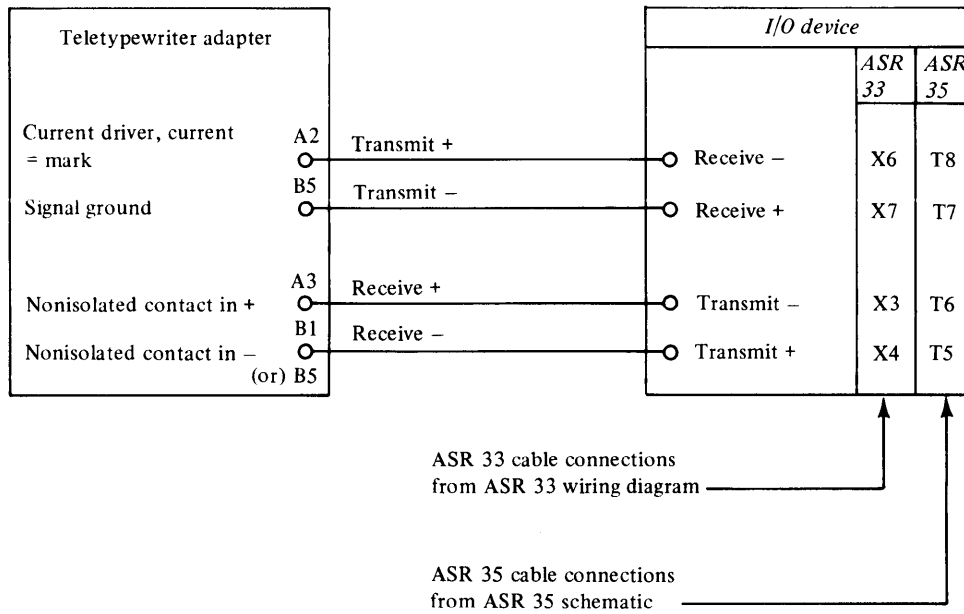 Teletypewriter adapter
I/O device
ASR 33
ASR 35
Current driver, current
= mark
A2
Transmit +
Receive −
X6
T8
Signal ground
B5
Transmit −
Receive +
X7
T7
Nonisolated contact in +
A3
Receive +
Transmit −
X3
T6
Nonisolated contact in −
B1
(or) B5
Receive −
Transmit +
X4
T5
ASR 33 cable connections
from ASR 33 wiring diagram
ASR 35 cable connections
from ASR 35 schematic